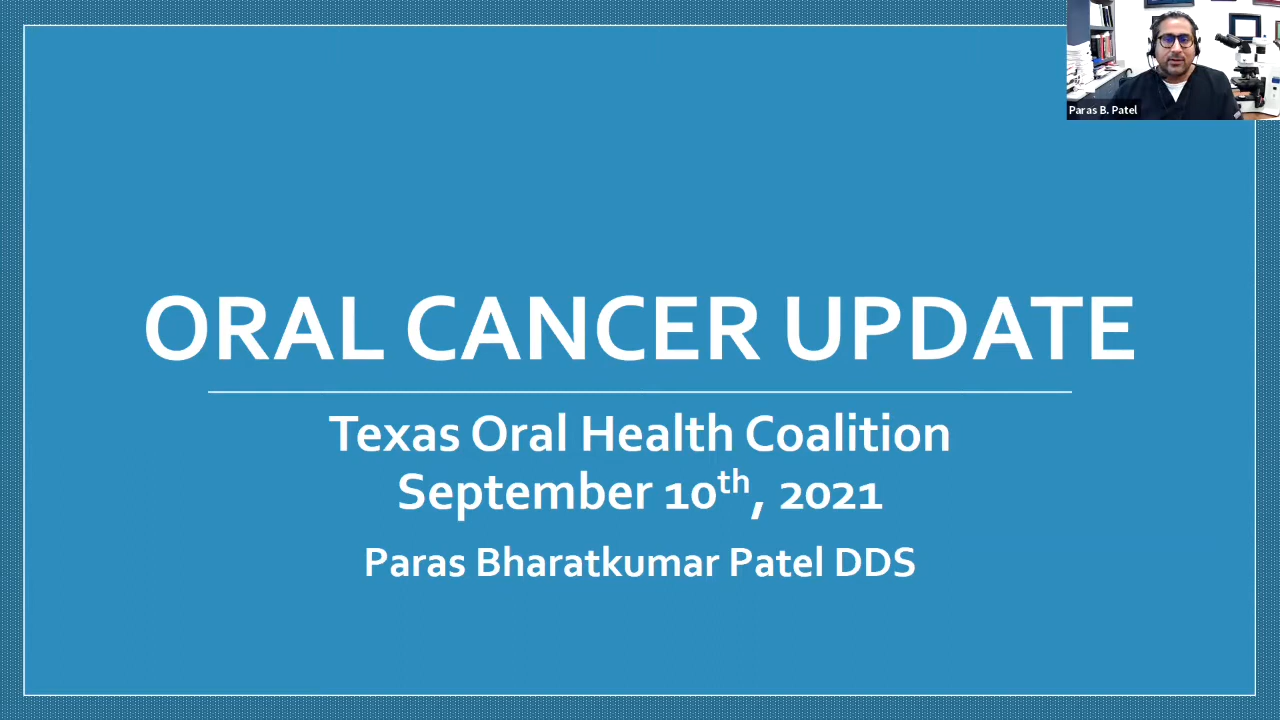 Paras B. Patel
ORAL CANCER UPDATE
Texas Oral Health Coalition
September 10th, 2021
Paras Bharatkumar Patel DDS